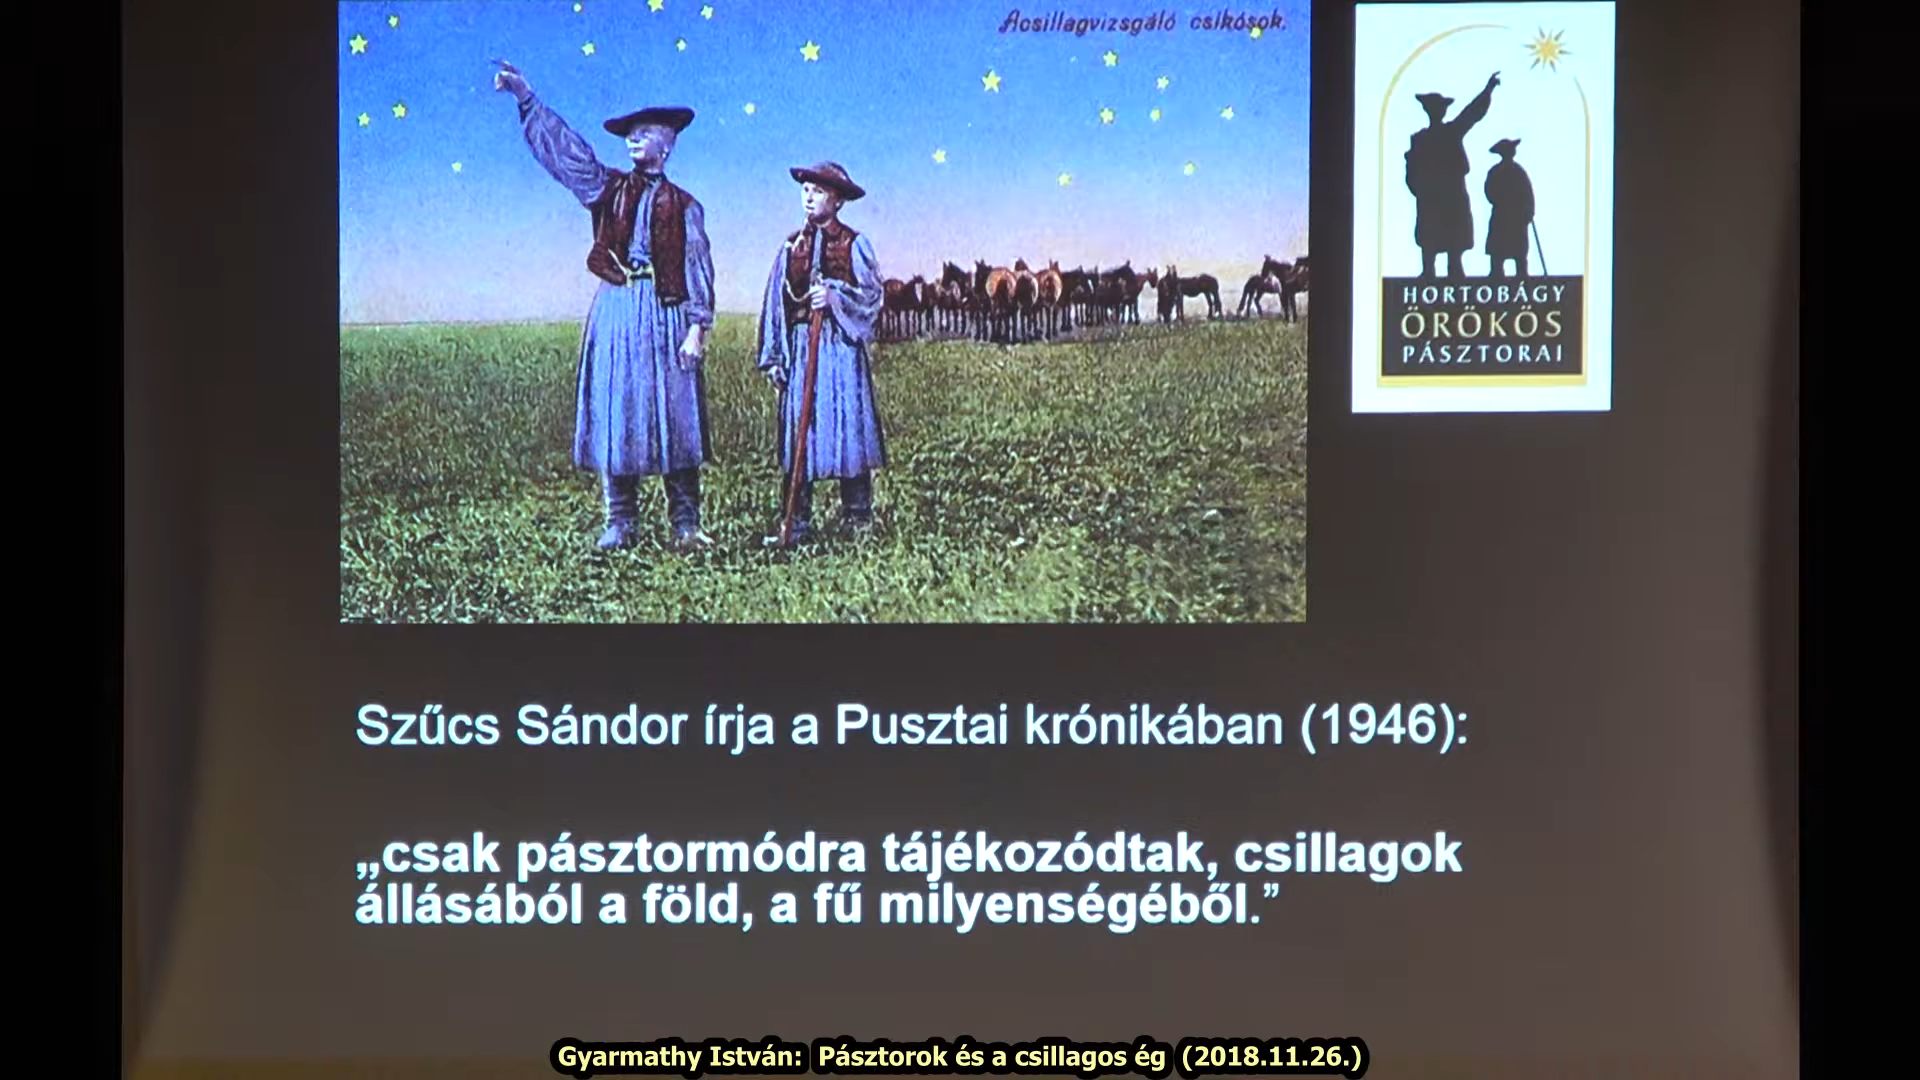 A csillagvizsgáló csikósok.
HORTOBÁGY
ÖRÖKÖS
PÁSZTORAI
Szűcs Sándor írja a Pusztai krónikában (1946):
„csak pásztormódra tájékozódtak, csillagok
állásából a föld, a fű milyenségéből.”
Gyarmathy István: Pásztorok és a csillagos ég (2018.11.26.)